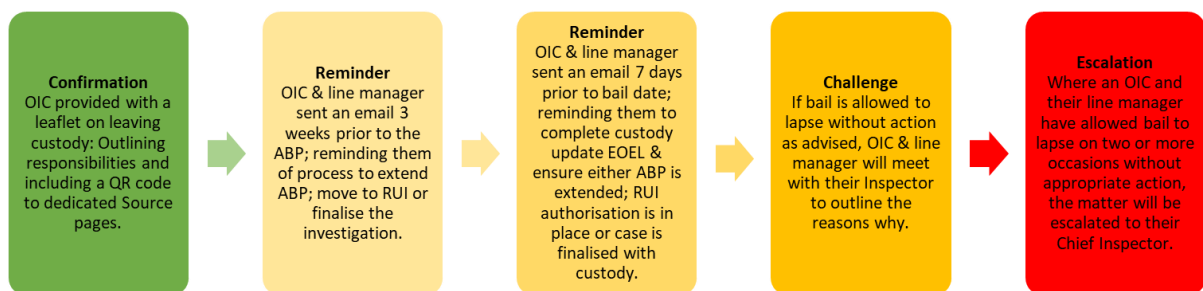 Confirmation
OIC provided with a
leaflet on leaving
custody: Outlining
responsibilities and
including a QR code
to dedicated Source
pages.
Reminder
OIC & line manager
sent an email 3
weeks prior to the
ABP; reminding them
of process to extend
ABP; move to RUI or
finalise the
investigation.
Reminder
OIC & line manager
sent an email 7 days
prior to bail date;
reminding them to
complete custody
update EOEL &
ensure either ABP is
extended; RUI
authorisation is in
place or case is
finalised with
custody.
Challenge
If bail is allowed to
lapse without action
as advised, OIC & line
manager will meet
with their Inspector
to outline the
reasons why.
Escalation
Where an OIC and
their line manager
have allowed bail to
lapse on two or more
occasions without
appropriate action,
the matter will be
escalated to their
Chief Inspector.